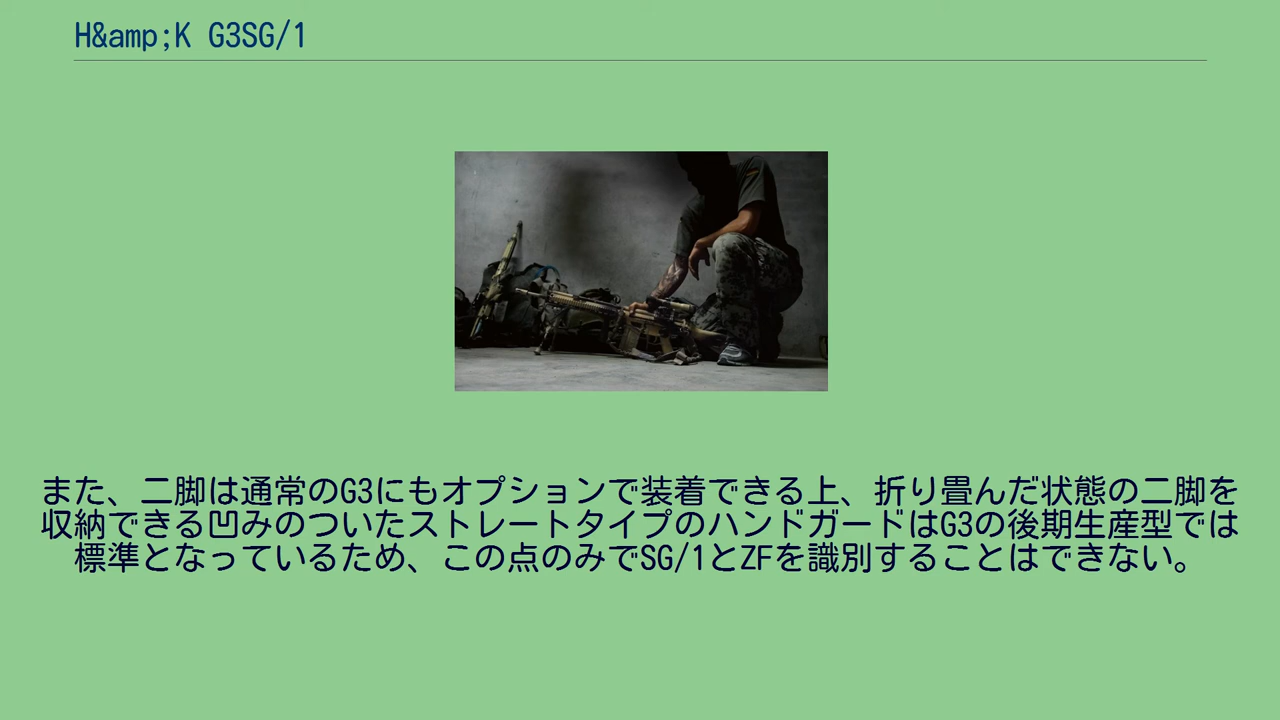 H&amp;K G3SG/1
また、二脚は通常のG3にもオプションで装着できる上、折り畳んだ状態の二脚を
収納できる凹みのついたストレートタイプのハンドガードはG3の後期生産型では
標準となっているため、この点のみでSG/1とZFを識別することはできない。